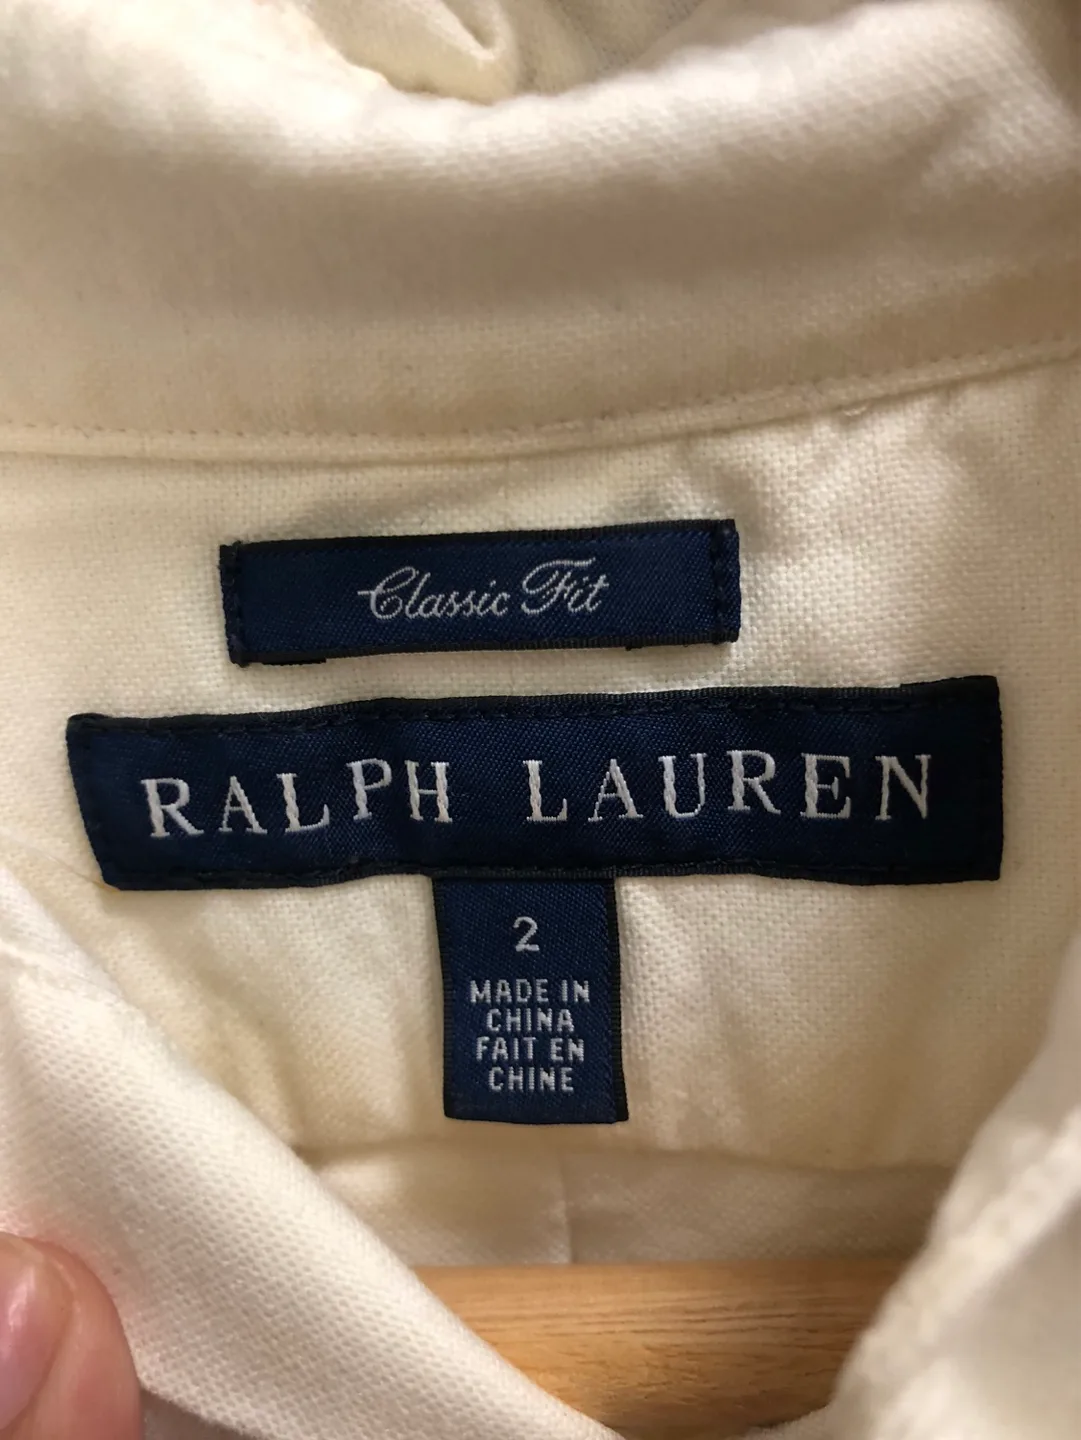 Classic Fit
RALPH LAUREN
2
MADE IN
CHINA
FAIT EN
CHINE